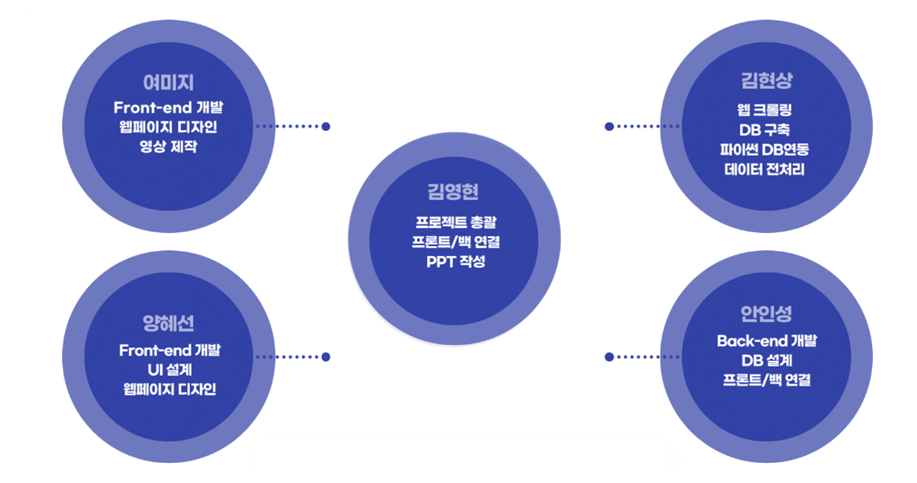 여미지
Front-end 개발
웹페이지 디자인
영상 제작
김현상
웹 크롤링
DB 구축
파이썬 DB연동
데이터 전처리
김영현
프로젝트 총괄
프론트/백 연결
PPT 작성
양혜선
Front-end 개발
UI 설계
웹페이지 디자인
안인성
Back-end 개발
DB 설계
프론트/백 연결